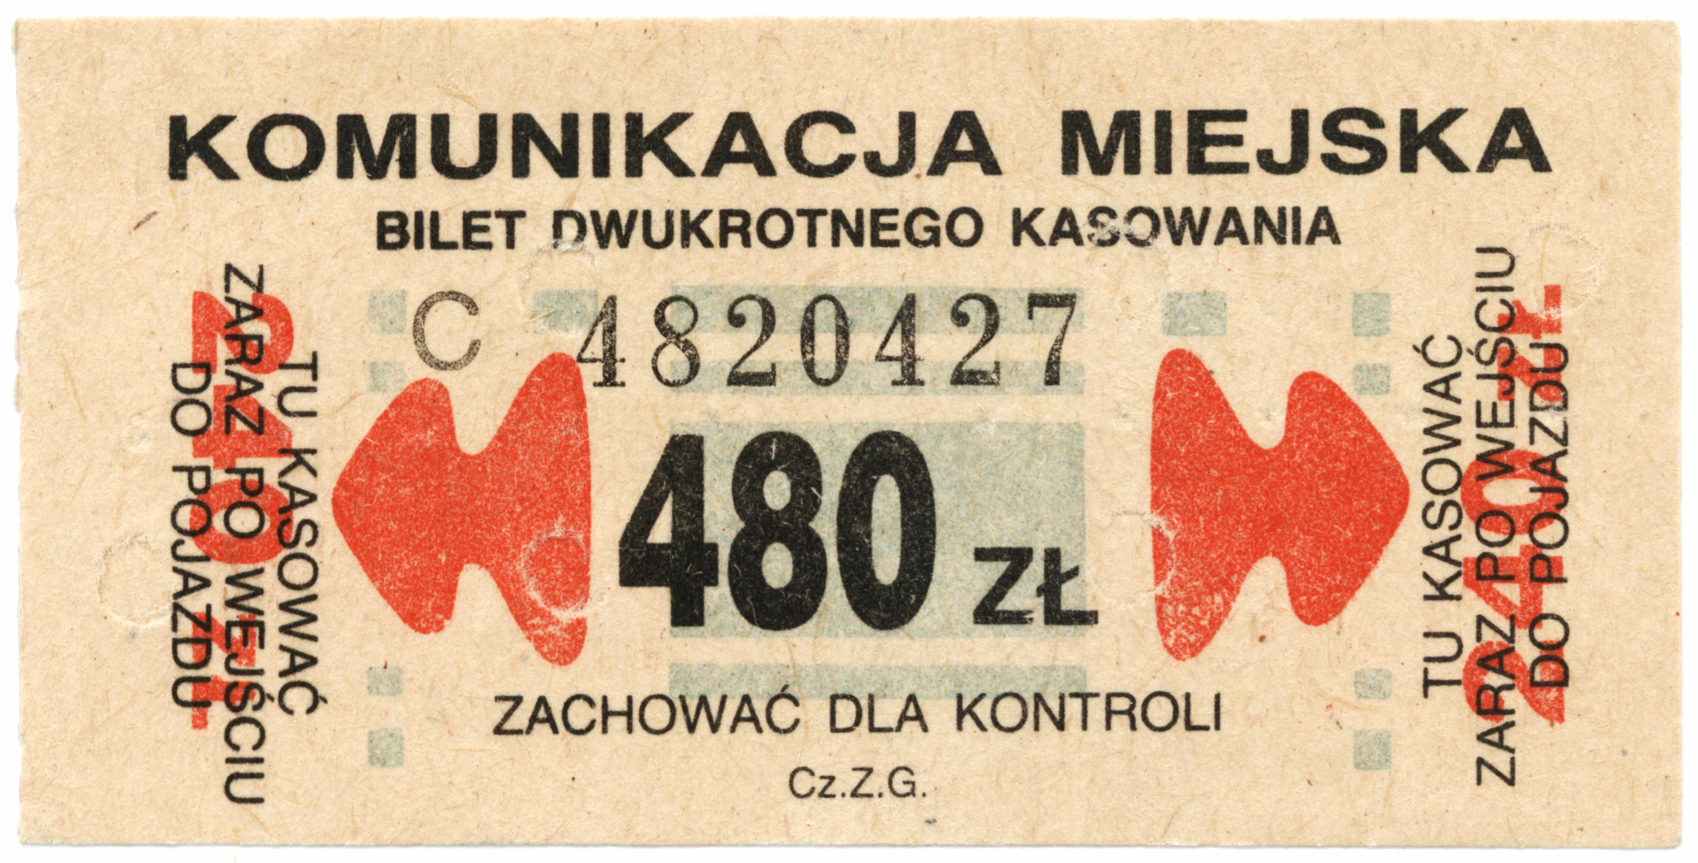 KOMUNIKACJA MIEJSKA
BILET DWUKROTNEGO KASOWANIA
C 4820427
480 ZŁ
ZACHOWAĆ DLA KONTROLI
Cz.Z.G.
TU KASOWAĆ
ZARAZ PO WEJŚCIU
DO POJAZDU
240 zł
TU KASOWAĆ
ZARAZ PO WEJŚCIU
DO POJAZDU
240 zł